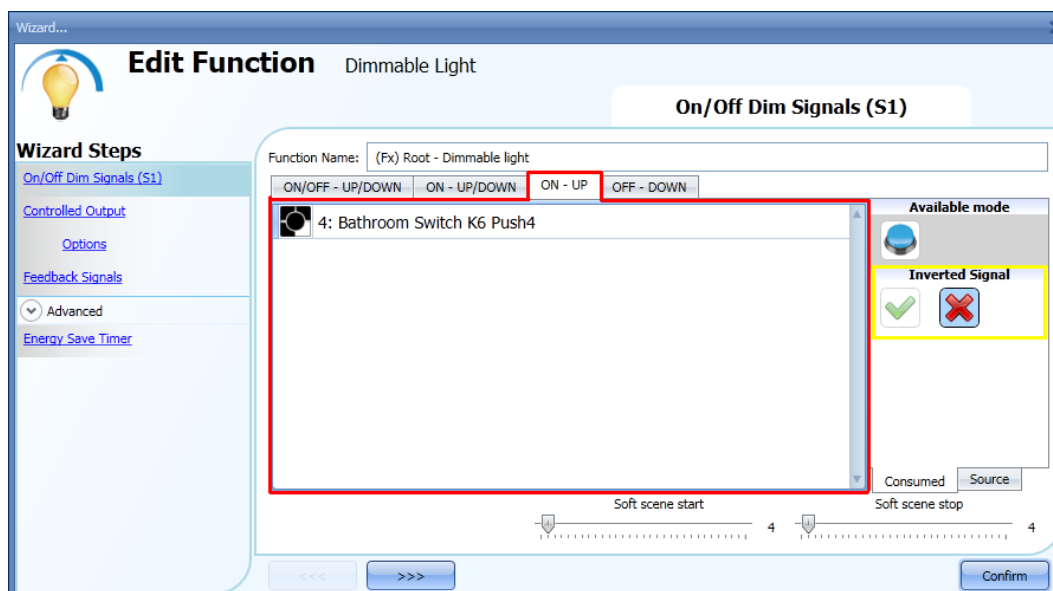 Wizard...
Edit Function Dimmable Light
On/Off Dim Signals (S1)
Wizard Steps
On/Off Dim Signals (S1)
Controlled Output
Options
Feedback Signals
Advanced
Energy Save Timer
Function Name: (Fx) Root - Dimmable light
ON/OFF - UP/DOWN ON - UP/DOWN ON - UP OFF - DOWN
4: Bathroom Switch K6 Push4
Available mode
Inverted Signal
Consumed Source
Soft scene start 4
Soft scene stop 4
<<< >>> Confirm